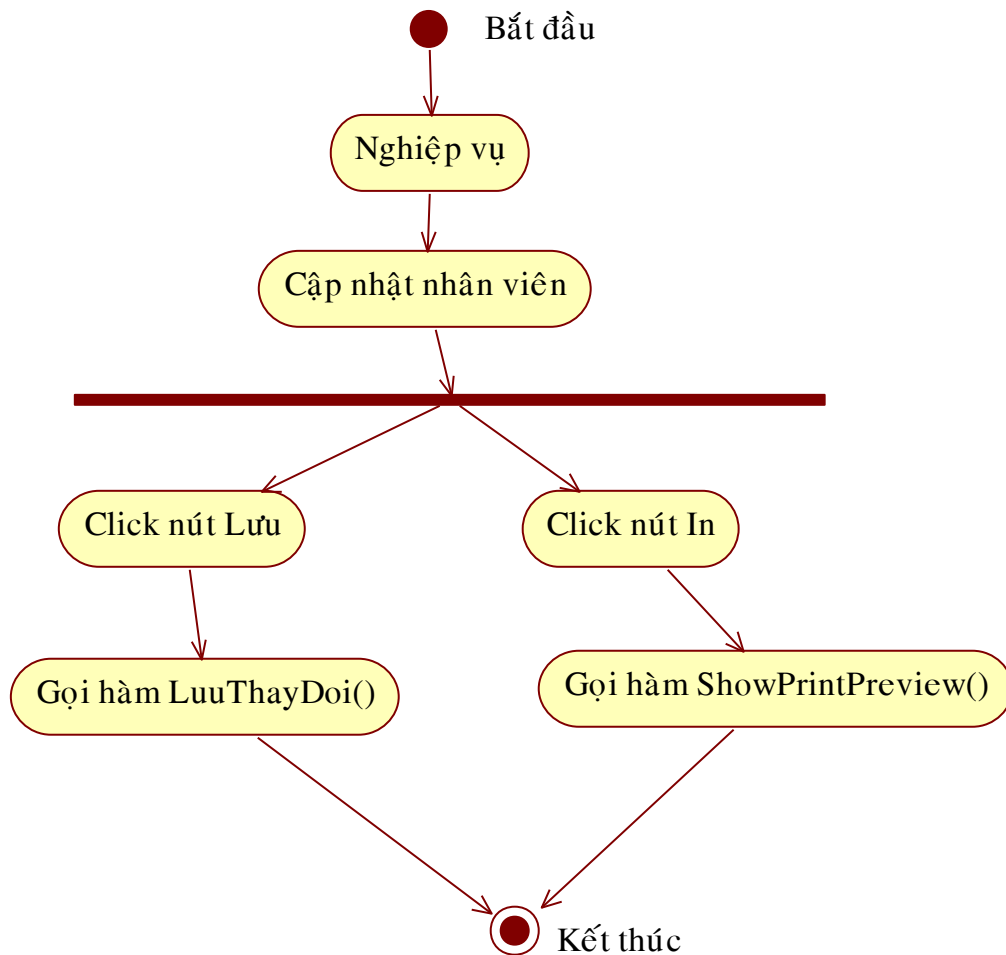 Bắt đầu
Nghiệp vụ
Cập nhật nhân viên
Click nút Lưu
Click nút In
Gọi hàm LuuThayDoi()
Gọi hàm ShowPrintPreview()
Kết thúc